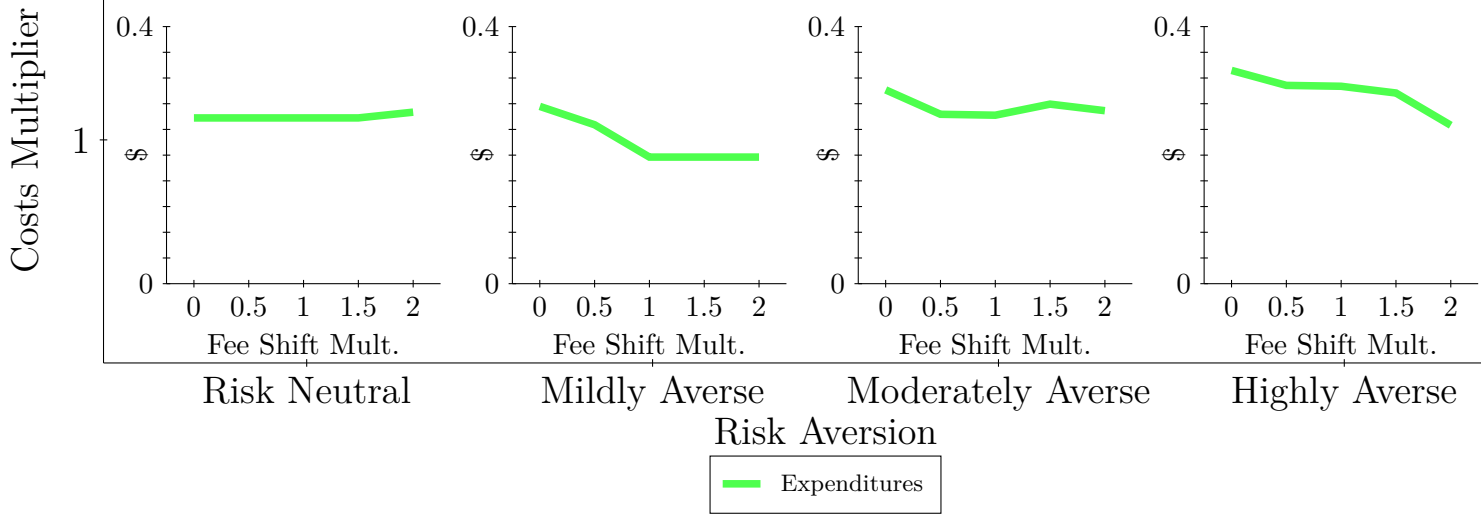 Costs Multiplier
1
0.4
$
0
0 0.5 1 1.5 2
Fee Shift Mult.
0.4
$
0
0 0.5 1 1.5 2
Fee Shift Mult.
0.4
$
0
0 0.5 1 1.5 2
Fee Shift Mult.
0.4
$
0
0 0.5 1 1.5 2
Fee Shift Mult.
Risk Neutral
Mildly Averse
Moderately Averse
Highly Averse
Risk Aversion
Expenditures